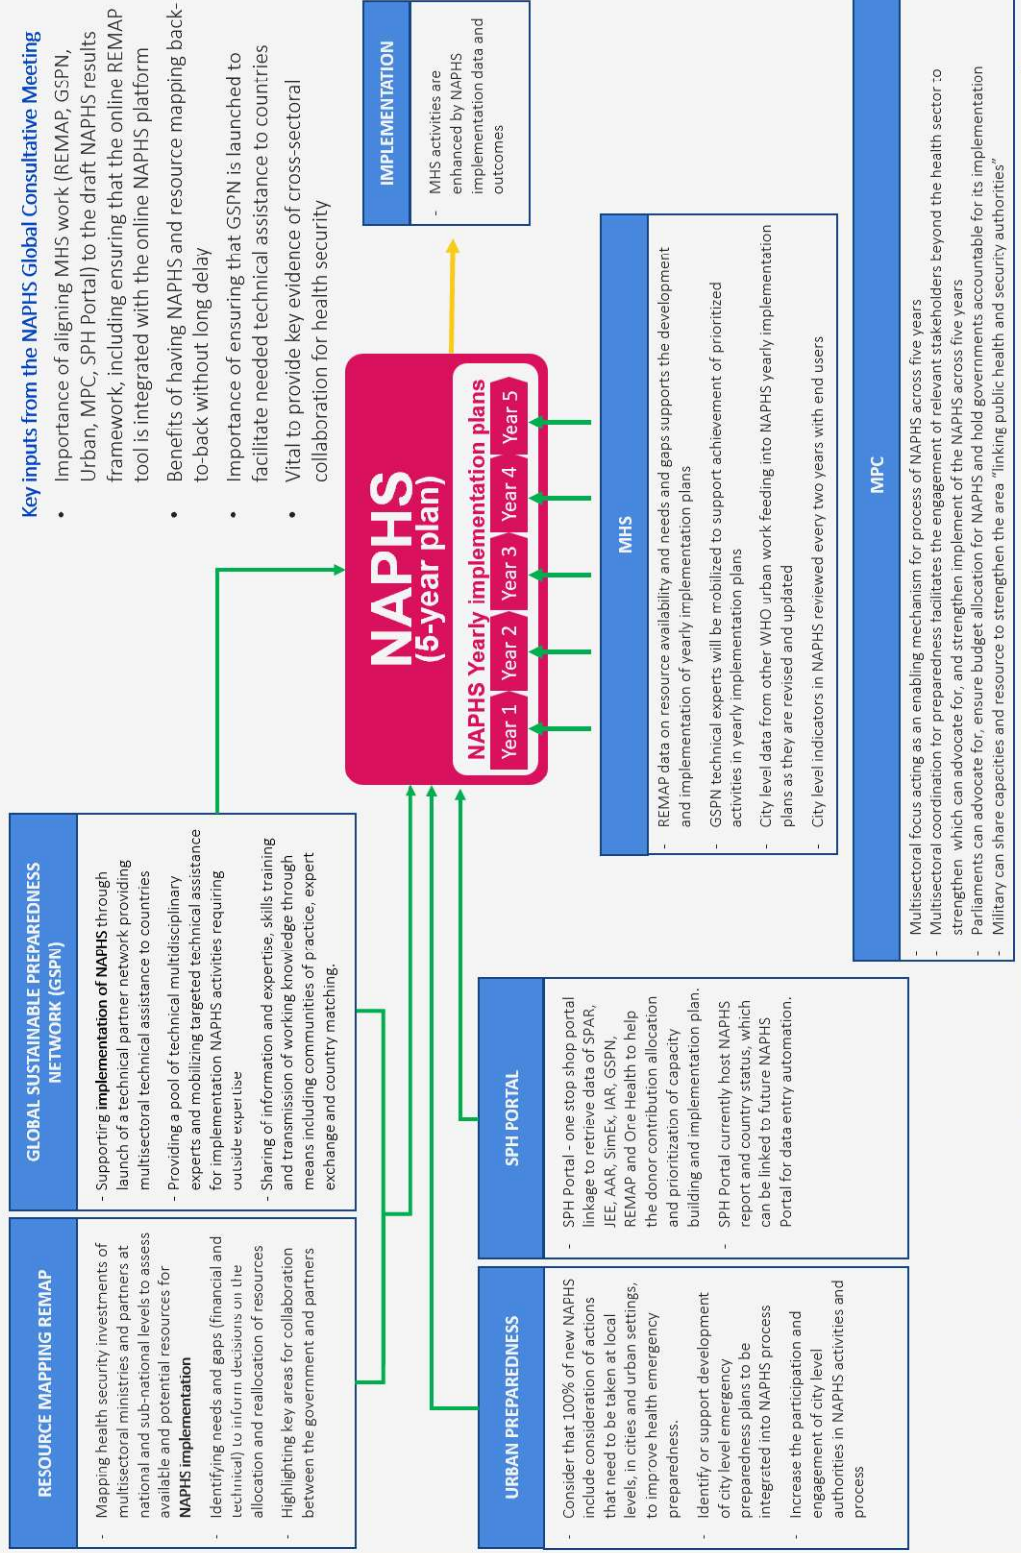 RESOURCE MAPPING REMAP
- Mapping health security investments of
multisectoral ministries and partners at
national and sub-national levels to assess
available and potential resources for
NAPHS implementation
- Identifying needs and gaps (financial and
technical) to inform decisions on the
allocation and reallocation of resources
- Highlighting key areas for collaboration
between the government and partners
GLOBAL SUSTAINABLE PREPAREDNESS
NETWORK (GSPN)
- Supporting implementation of NAPHS through
launch of a technical partner network providing
multisectoral technical assistance to countries
- Providing a pool of technical multidisciplinary
experts and mobilizing targeted technical assistance
for implementation NAPHS activities requiring
outside expertise
- Sharing of information and expertise, skills training
and transmission of working knowledge through
means including communities of practice, expert
exchange and country matching.
Key inputs from the NAPHS Global Consultative Meeting
• Importance of aligning MHS work (REMAP, GSPN,
Urban, MPC, SPH Portal) to the draft NAPHS results
framework, including ensuring that the online REMAP
tool is integrated with the online NAPHS platform
• Benefits of having NAPHS and resource mapping back-
to-back without long delay
• Importance of ensuring that GSPN is launched to
facilitate needed technical assistance to countries
• Vital to provide key evidence of cross-sectoral
collaboration for health security
NAPHS
(5-year plan)
NAPHS Yearly implementation plans
Year 1 Year 2 Year 3 Year 4 Year 5
IMPLEMENTATION
- MHS activities are
enhanced by NAPHS
implementation data and
outcomes
URBAN PREPAREDNESS
- Consider that 100% of new NAPHS
include consideration of actions
that need to be taken at local
levels, in cities and urban settings,
to improve health emergency
preparedness.
- Identify or support development
of city level emergency
preparedness plans to be
integrated into NAPHS process
- Increase the participation and
engagement of city level
authorities in NAPHS activities and
process
SPH PORTAL
- SPH Portal - one stop shop portal
linkage to retrieve data of SPAR,
JEE, AAR, SimEx, IAR, GSPN,
REMAP and One Health to help
the donor contribution allocation
and prioritization of capacity
building and implementation plan.
- SPH Portal currently host NAPHS
report and country status, which
can be linked to future NAPHS
Portal for data entry automation.
MHS
- REMAP data on resource availability and needs and gaps supports the development
and implementation of yearly implementation plans
- GSPN technical experts will be mobilized to support achievement of prioritized
activities in yearly implementation plans
- City level data from other WHO urban work feeding into NAPHS yearly implementation
plans as they are revised and updated
- City level indicators in NAPHS reviewed every two years with end users
MPC
- Multisectoral focus acting as an enabling mechanism for process of NAPHS across five years
- Multisectoral coordination for preparedness facilitates the engagement of relevant stakeholders beyond the health sector to
strengthen which can advocate for, and strengthen implement of the NAPHS across five years
- Parliaments can advocate for, ensure budget allocation for NAPHS and hold governments accountable for its implementation
- Military can share capacities and resource to strengthen the area “linking public health and security authorities”